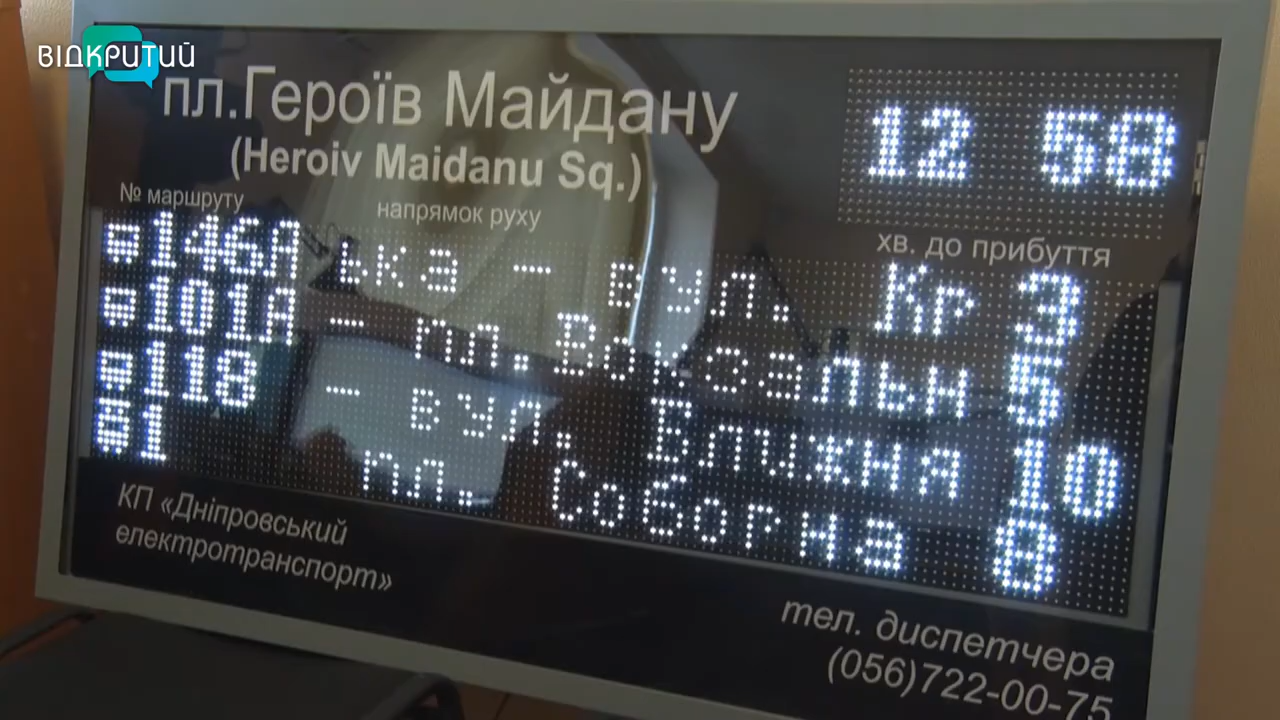 ВІДКРИТИЙ
пл.Героїв Майдану
(Heroiv Maidanu Sq.)
12 58
№ маршруту
напрямок руху
хв. до прибуття
146А ька - вул. Кр 3
101А - пл.Вокзальн 5
118 - вул. Ближня 10
1 пл. Соборна 8
КП «Дніпровський
електротранспорт»
тел. диспетчера
(056)722-00-75